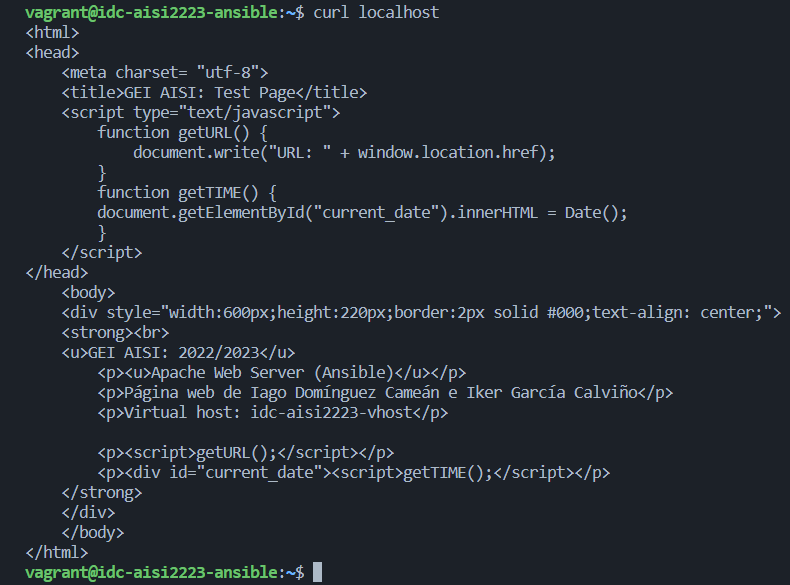 vagrant@idc-aisi2223-ansible:~$ curl localhost
<html>
<head>
    <meta charset= "utf-8">
    <title>GEI AISI: Test Page</title>
    <script type="text/javascript">
        function getURL() {
            document.write("URL: " + window.location.href);
        }
        function getTIME() {
        document.getElementById("current_date").innerHTML = Date();
        }
    </script>
</head>
    <body>
    <div style="width:600px;height:220px;border:2px solid #000;text-align: center;">
    <strong><br>
    <u>GEI AISI: 2022/2023</u>
        <p><u>Apache Web Server (Ansible)</u></p>
        <p>Página web de Iago Domínguez Cameán e Iker García Calviño</p>
        <p>Virtual host: idc-aisi2223-vhost</p>

        <p><script>getURL();</script></p>
        <p><div id="current_date"><script>getTIME();</script></p>
    </strong>
    </div>
    </body>
</html>
vagrant@idc-aisi2223-ansible:~$